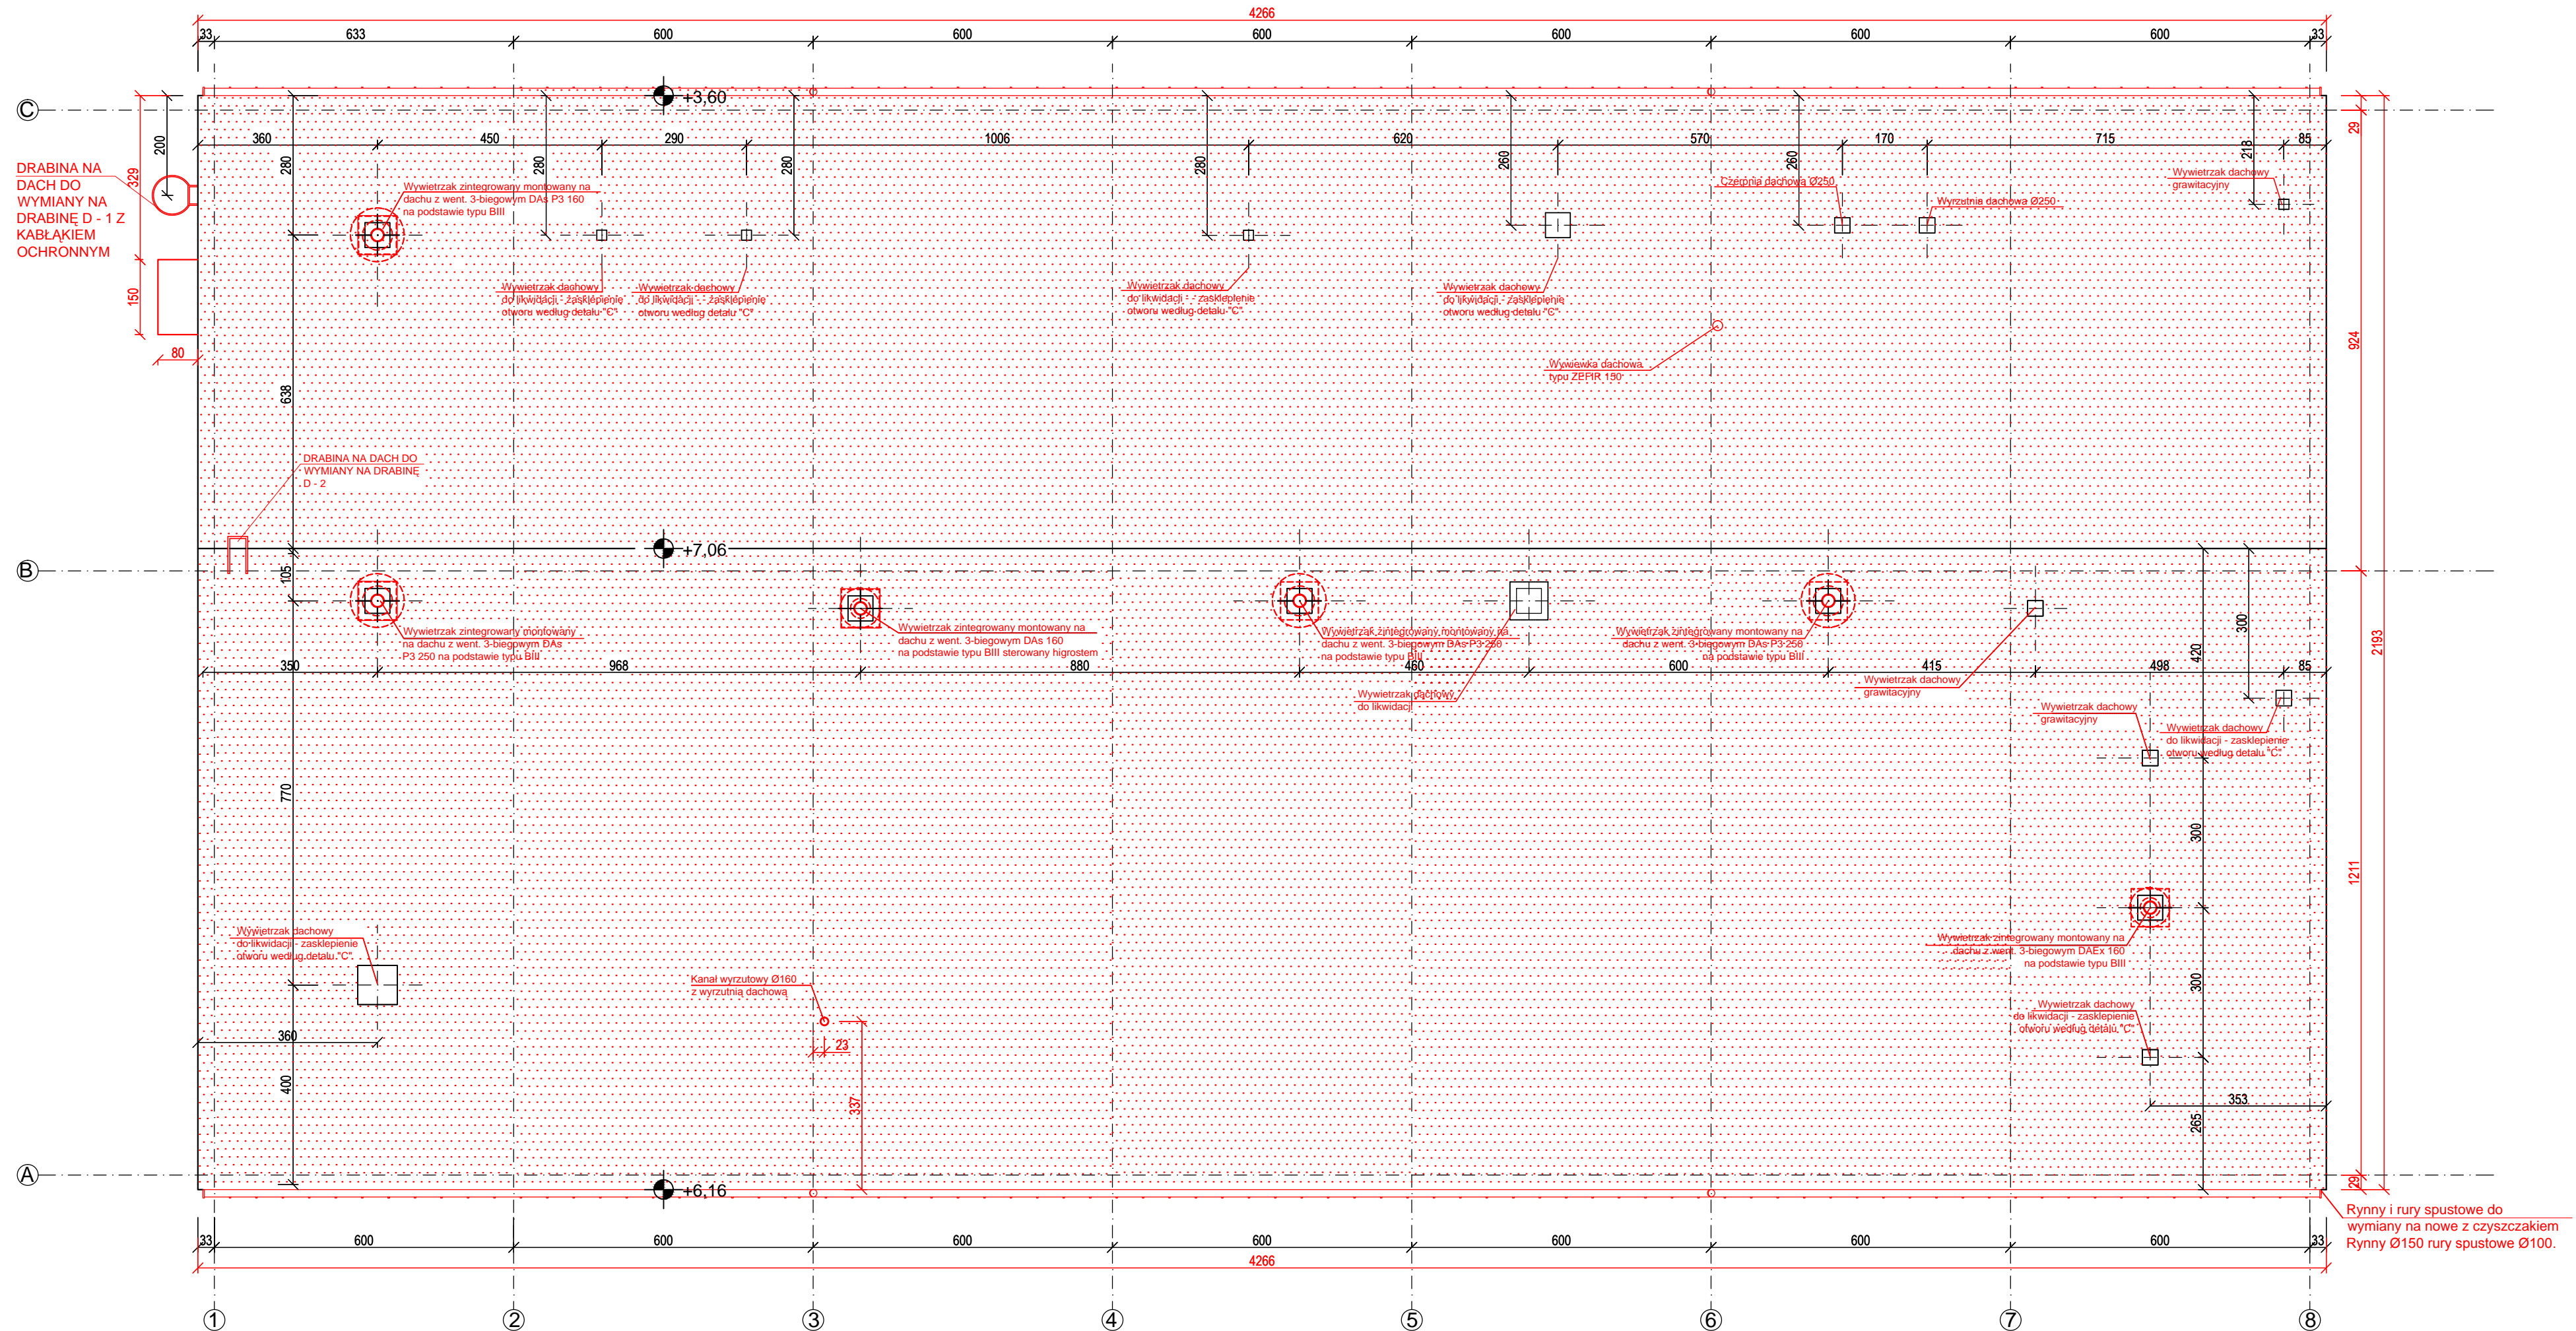 4266
33
633
600
600
600
600
600
600
33
C
+3,60
29
200
280
329
360
450
290
1006
620
570
170
715
85
280
280
280
260
260
218
DRABINA NA
DACH DO
WYMIANY NA
DRABINĘ D - 1 Z
KABŁĄKIEM
OCHRONNYM
Wywietrzak zintegrowany montowany na
dachu z went. 3-biegowym DAs P3 160
na podstawie typu BIII
Czerpnia dachowa Ø250
Wyrzutnia dachowa Ø250
Wywietrzak dachowy
grawitacyjny
150
80
Wywietrzak dachowy
do likwidacji - zasklepienie
otworu według detalu "C"
Wywietrzak dachowy
do likwidacji - - zasklepienie
otworu według detalu "C"
Wywietrzak dachowy
do likwidacji - - zasklepienie
otworu według detalu "C"
Wywietrzak dachowy
do likwidacji - zasklepienie
otworu według detalu "C"
Wywiewka dachowa
typu ZEFIR 150
638
924
DRABINA NA DACH DO
WYMIANY NA DRABINĘ
D - 2
+7,06
B
105
Wywietrzak zintegrowany montowany
na dachu z went. 3-biegowym DAs
P3 250 na podstawie typu BIII
Wywietrzak zintegrowany montowany na
dachu z went. 3-biegowym DAs 160
na podstawie typu BIII sterowany higrostem
Wywietrzak zintegrowany montowany na
dachu z went. 3-biegowym DAs P3 250
na podstawie typu BIII
Wywietrzak zintegrowany montowany na
dachu z went. 3-biegowym DAs P3 250
na podstawie typu BIII
300
420
2193
350
968
880
460
600
415
498
85
Wywietrzak dachowy
do likwidacji
Wywietrzak dachowy
grawitacyjny
Wywietrzak dachowy
grawitacyjny
Wywietrzak dachowy
do likwidacji - zasklepienie
otworu według detalu "C"
770
300
1211
Wywietrzak dachowy
do likwidacji - zasklepienie
otworu według detalu "C"
Kanał wyrzutowy Ø160
z wyrzutnią dachową
Wywietrzak zintegrowany montowany na
dachu z went. 3-biegowym DAEx 160
na podstawie typu BIII
300
Wywietrzak dachowy
do likwidacji - zasklepienie
otworu według detalu "C"
360
23
400
337
353
265
A
+6,16
29
Rynny i rury spustowe do
wymiany na nowe z czyszczakiem
Rynny Ø150 rury spustowe Ø100.
33
600
600
600
600
600
600
600
33
4266
1
2
3
4
5
6
7
8